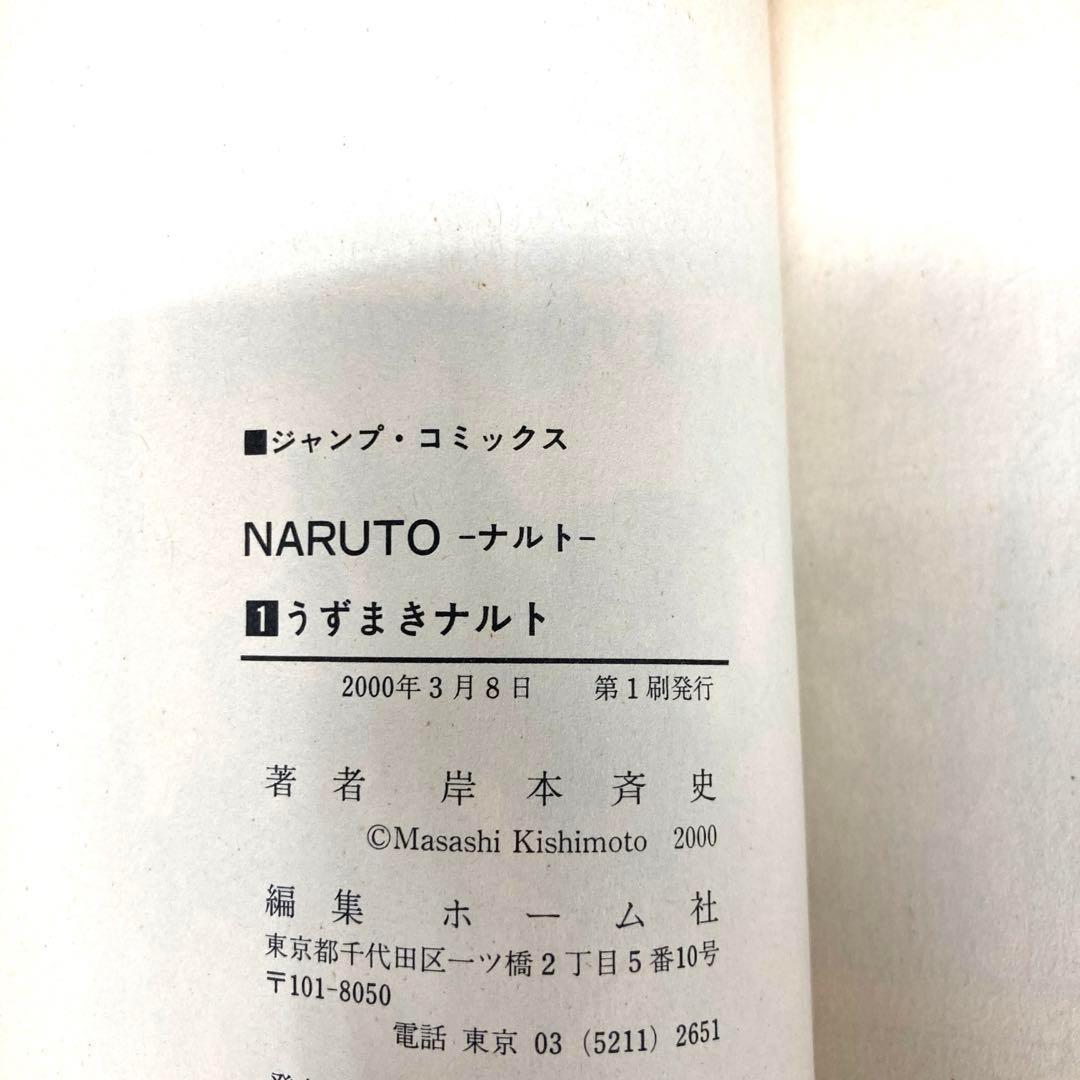 ■ジャンプ・コミックス
NARUTO -ナルト-
1うずまきナルト
2000年3月8日 第1刷発行
著者 岸本斉史
©Masashi Kishimoto 2000
編集 ホーム社
東京都千代田区一ツ橋2丁目5番10号
〒101-8050
電話 東京 03 (5211) 2651